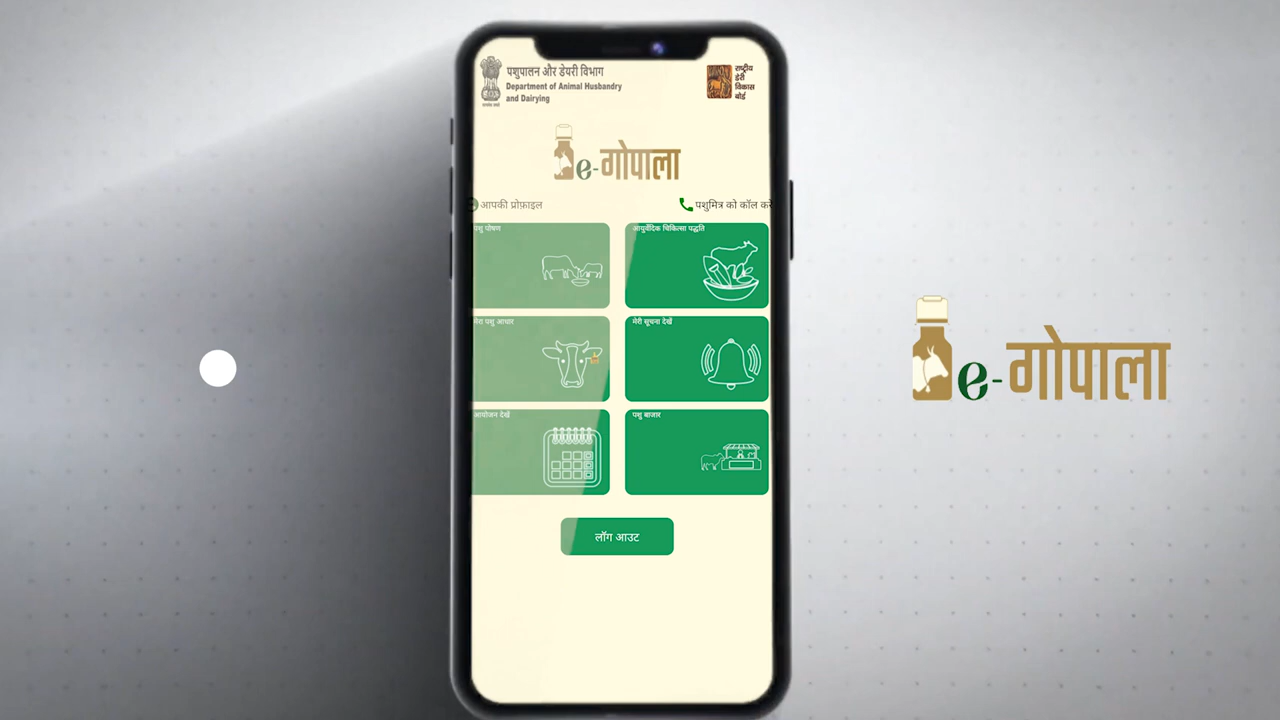 पशुपालन और डेयरी विभाग
Department of Animal Husbandry
and Dairying
राष्ट्रीय
डेरी
विकास
बोर्ड
e-गोपाला
आपकी प्रोफ़ाइल
पशुमित्र को कॉल करें
पशु पोषण
आयुर्वेदिक चिकित्सा पद्धति
मेरा पशु आधार
मेरी सूचना देखें
आयोजन देखें
पशु बाजार
लॉग आउट
e-गोपाला